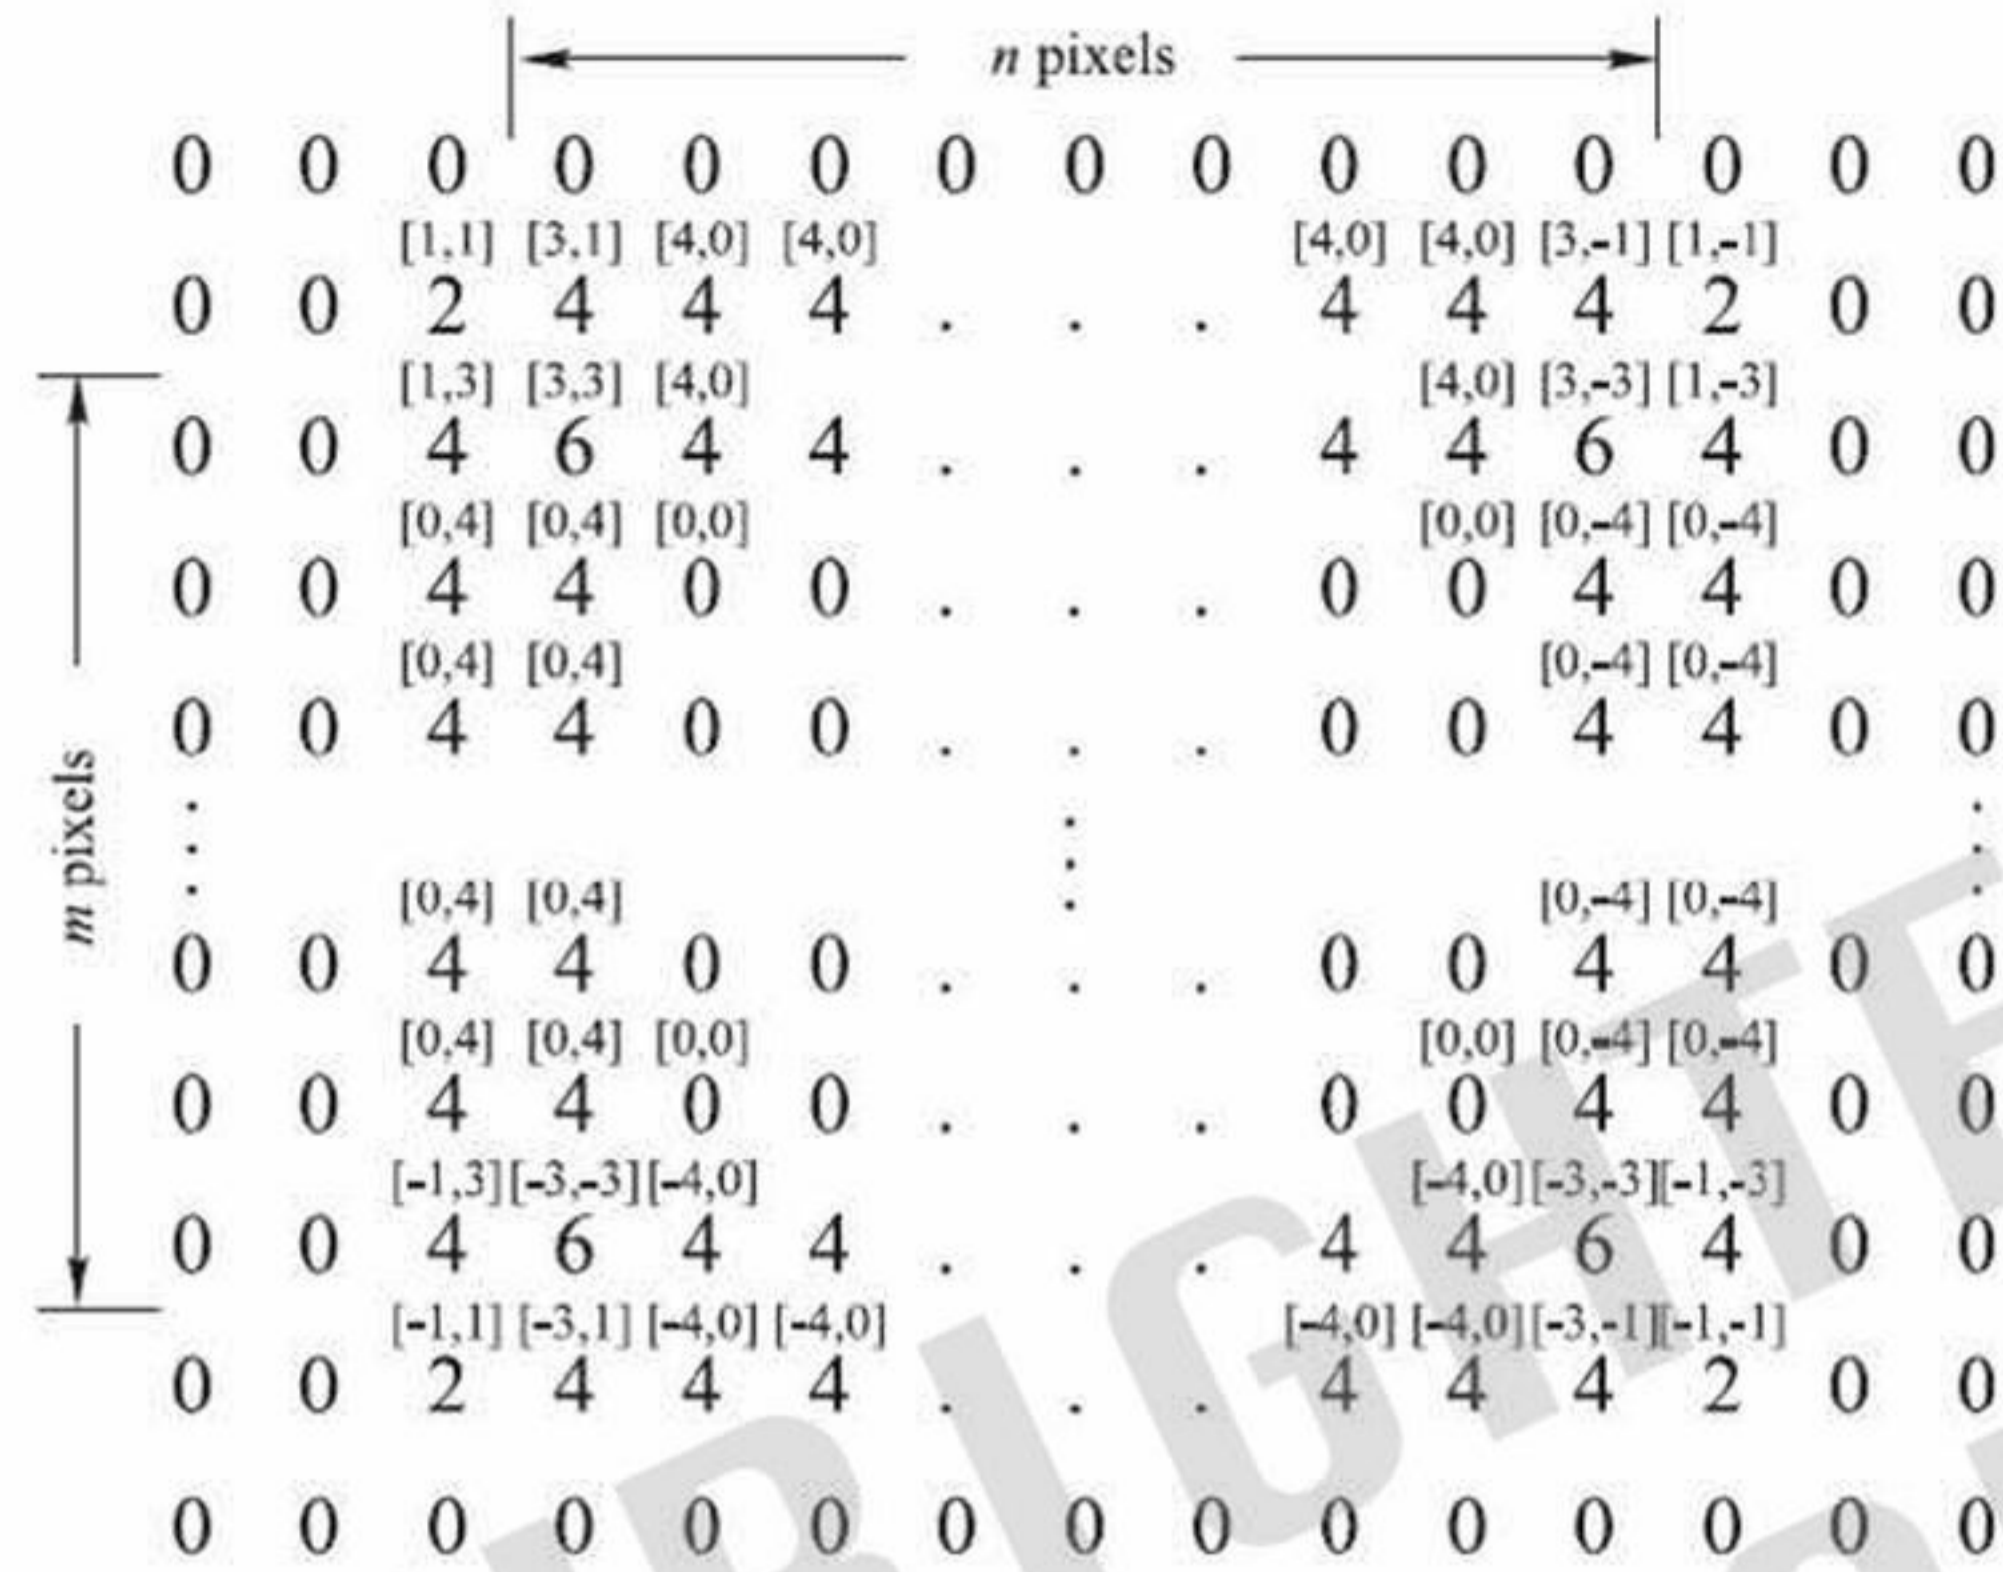 n pixels
0 0 0 0 0 0 0 0 0 0 0 0 0 0 0
[1,1] [3,1] [4,0] [4,0] [4,0] [4,0] [3,-1] [1,-1]
0 0 2 4 4 4 . . . 4 4 4 2 0 0
[1,3] [3,3] [4,0] [4,0] [3,-3] [1,-3]
0 0 4 6 4 4 . . . 4 4 6 4 0 0
[0,4] [0,4] [0,0] [0,0] [0,-4] [0,-4]
0 0 4 4 0 0 . . . 0 0 4 4 0 0
[0,4] [0,4] [0,-4] [0,-4]
0 0 4 4 0 0 . . . 0 0 4 4 0 0
m pixels
[0,4] [0,4] [0,-4] [0,-4]
0 0 4 4 0 0 . . . 0 0 4 4 0 0
[0,4] [0,4] [0,0] [0,0] [0,-4] [0,-4]
0 0 4 4 0 0 . . . 0 0 4 4 0 0
[-1,3] [-3,-3] [-4,0] [-4,0] [-3,-3] [-1,-3]
0 0 4 6 4 4 . . . 4 4 6 4 0 0
[-1,1] [-3,1] [-4,0] [-4,0] [-4,0] [-4,0] [-3,-1] [-1,-1]
0 0 2 4 4 4 . . . 4 4 4 2 0 0
0 0 0 0 0 0 0 0 0 0 0 0 0 0 0